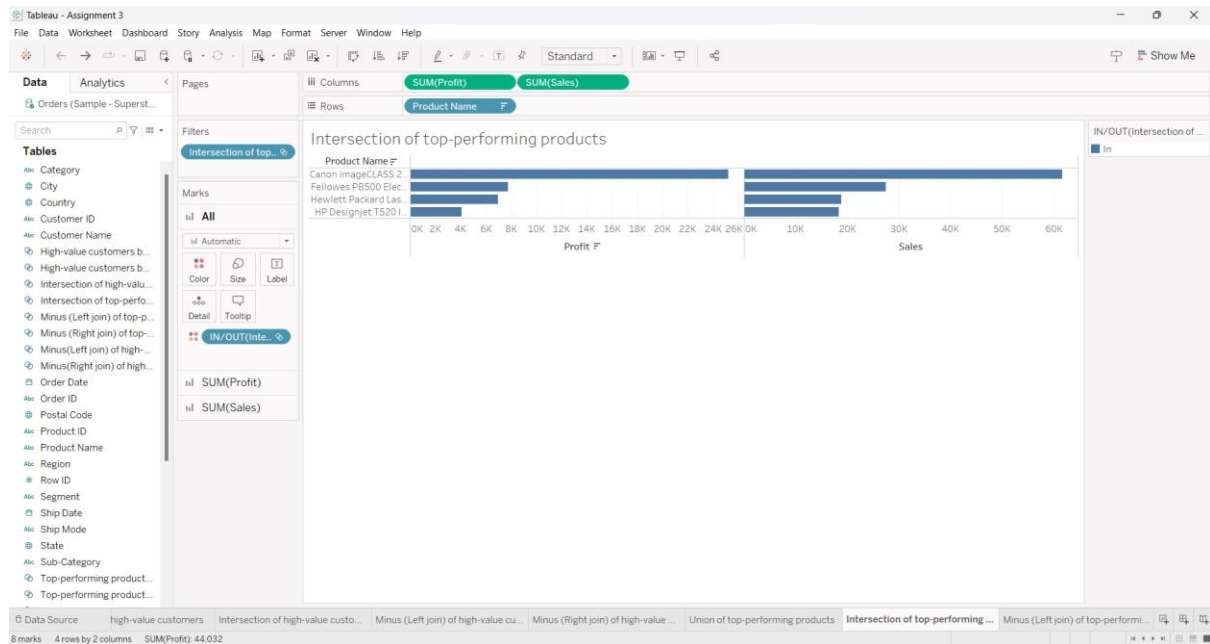 Tableau - Assignment 3
File Data Worksheet Dashboard Story Analysis Map Format Server Window Help
Standard
Show Me
Data Analytics
Orders (Sample - Superst...
Search
Tables
Abc Category
City
Country
Abc Customer ID
Abc Customer Name
High-value customers b...
High-value customers b...
Intersection of high-valu...
Intersection of top-perfo...
Minus (Left join) of top-p...
Minus (Right join) of top-...
Minus(Left join) of high-...
Minus(Right join) of high...
Order Date
Abc Order ID
Postal Code
Abc Product ID
Abc Product Name
Abc Region
# Row ID
Abc Segment
Ship Date
Abc Ship Mode
State
Abc Sub-Category
Top-performing product...
Top-performing product...
Pages
Filters
Intersection of top..
Marks
All
Automatic
Color Size Label
Detail Tooltip
IN/OUT(Inte..
SUM(Profit)
SUM(Sales)
Columns SUM(Profit) SUM(Sales)
Rows Product Name
Intersection of top-performing products
Product Name
Canon imageCLASS 2..
Fellowes PB500 Elec..
Hewlett Packard Las..
HP Designjet T520 I..
0K 2K 4K 6K 8K 10K 12K 14K 16K 18K 20K 22K 24K 26K 0K 10K 20K 30K 40K 50K 60K
Profit Sales
IN/OUT(Intersection of ...
In
Data Source high-value customers Intersection of high-value custo... Minus (Left join) of high-value cu... Minus (Right join) of high-value ... Union of top-performing products Intersection of top-performing ... Minus (Left join) of top-performi...
8 marks 4 rows by 2 columns SUM(Profit): 44,032